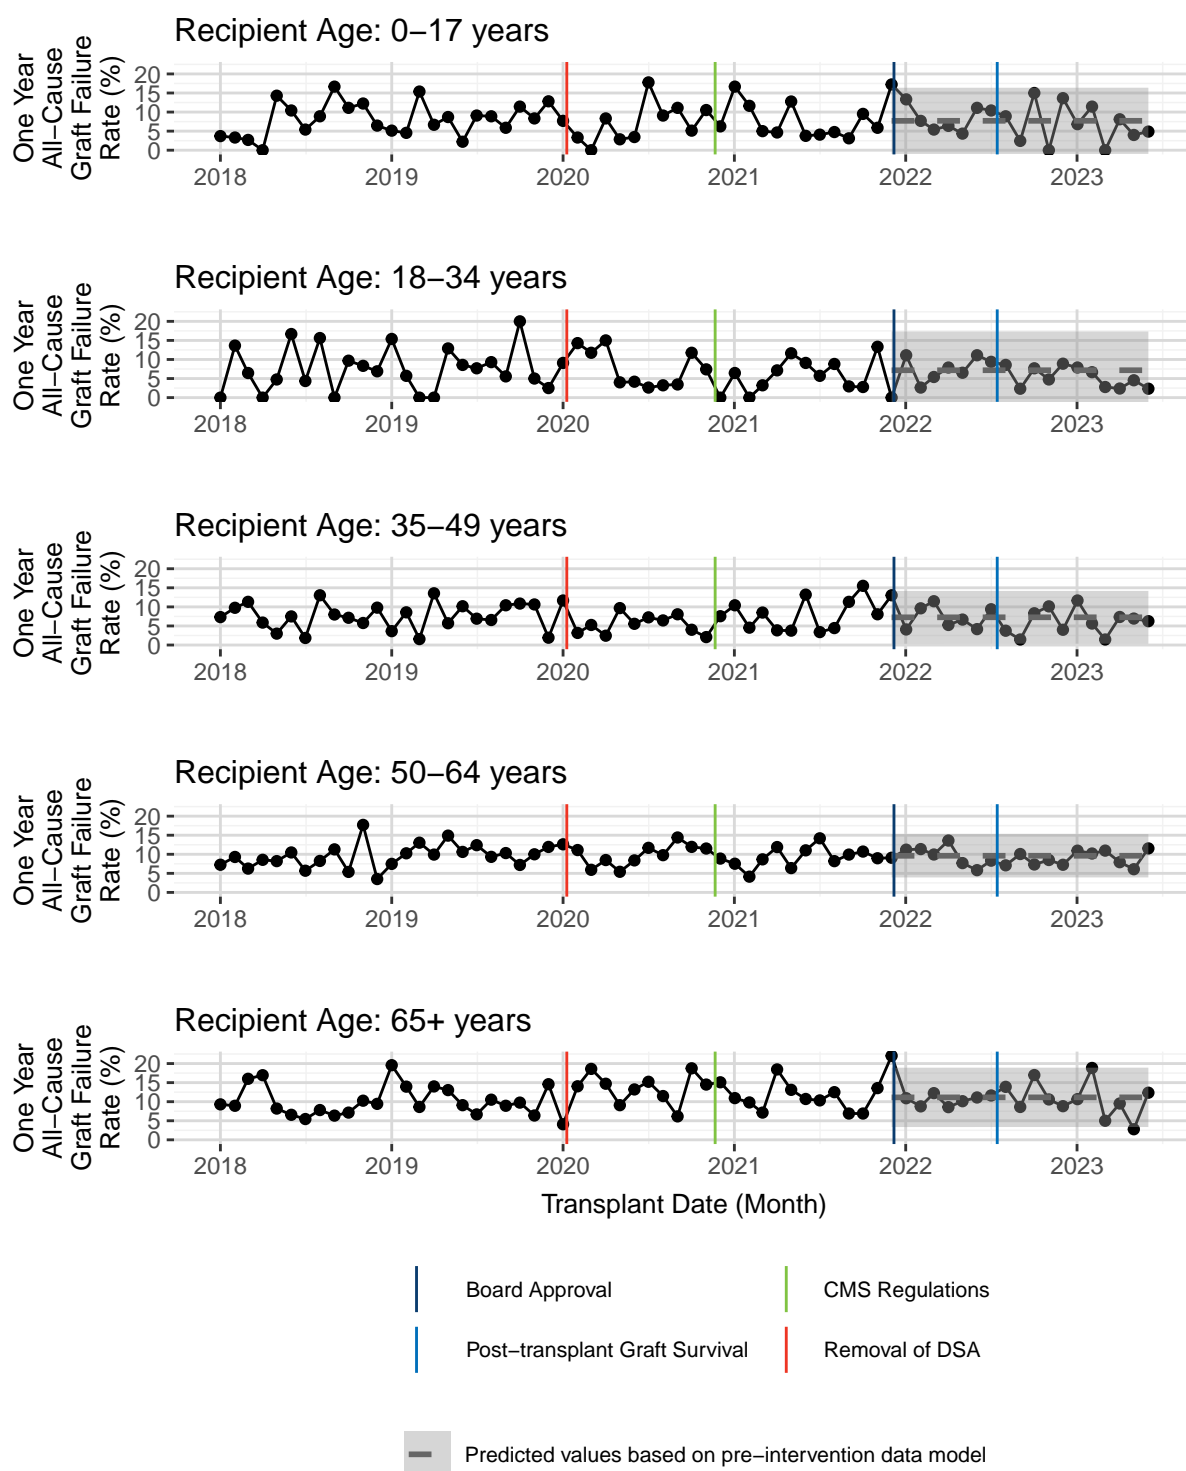 Recipient Age: 0−17 years
One Year
All−Cause
Graft Failure
Rate (%)
20
15
10
5
0
2018 2019 2020 2021 2022 2023
Recipient Age: 18−34 years
One Year
All−Cause
Graft Failure
Rate (%)
20
15
10
5
0
2018 2019 2020 2021 2022 2023
Recipient Age: 35−49 years
One Year
All−Cause
Graft Failure
Rate (%)
20
15
10
5
0
2018 2019 2020 2021 2022 2023
Recipient Age: 50−64 years
One Year
All−Cause
Graft Failure
Rate (%)
20
15
10
5
0
2018 2019 2020 2021 2022 2023
Recipient Age: 65+ years
One Year
All−Cause
Graft Failure
Rate (%)
20
15
10
5
0
2018 2019 2020 2021 2022 2023
Transplant Date (Month)
Board Approval CMS Regulations
Post−transplant Graft Survival Removal of DSA
Predicted values based on pre−intervention data model